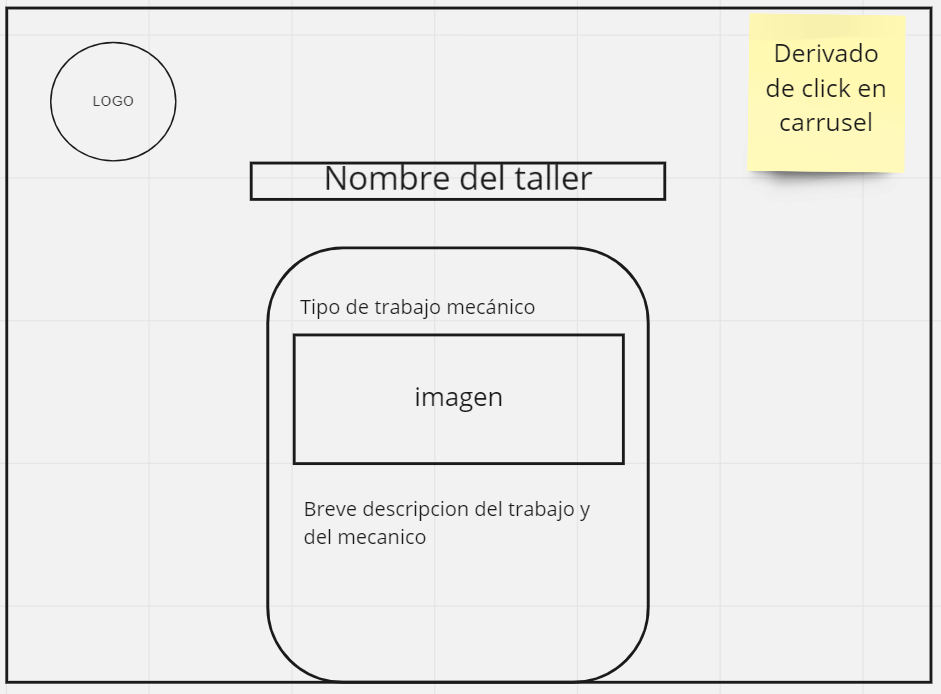 LOGO
Derivado
de click en
carrusel
Nombre del taller
Tipo de trabajo mecánico
imagen
Breve descripcion del trabajo y
del mecanico